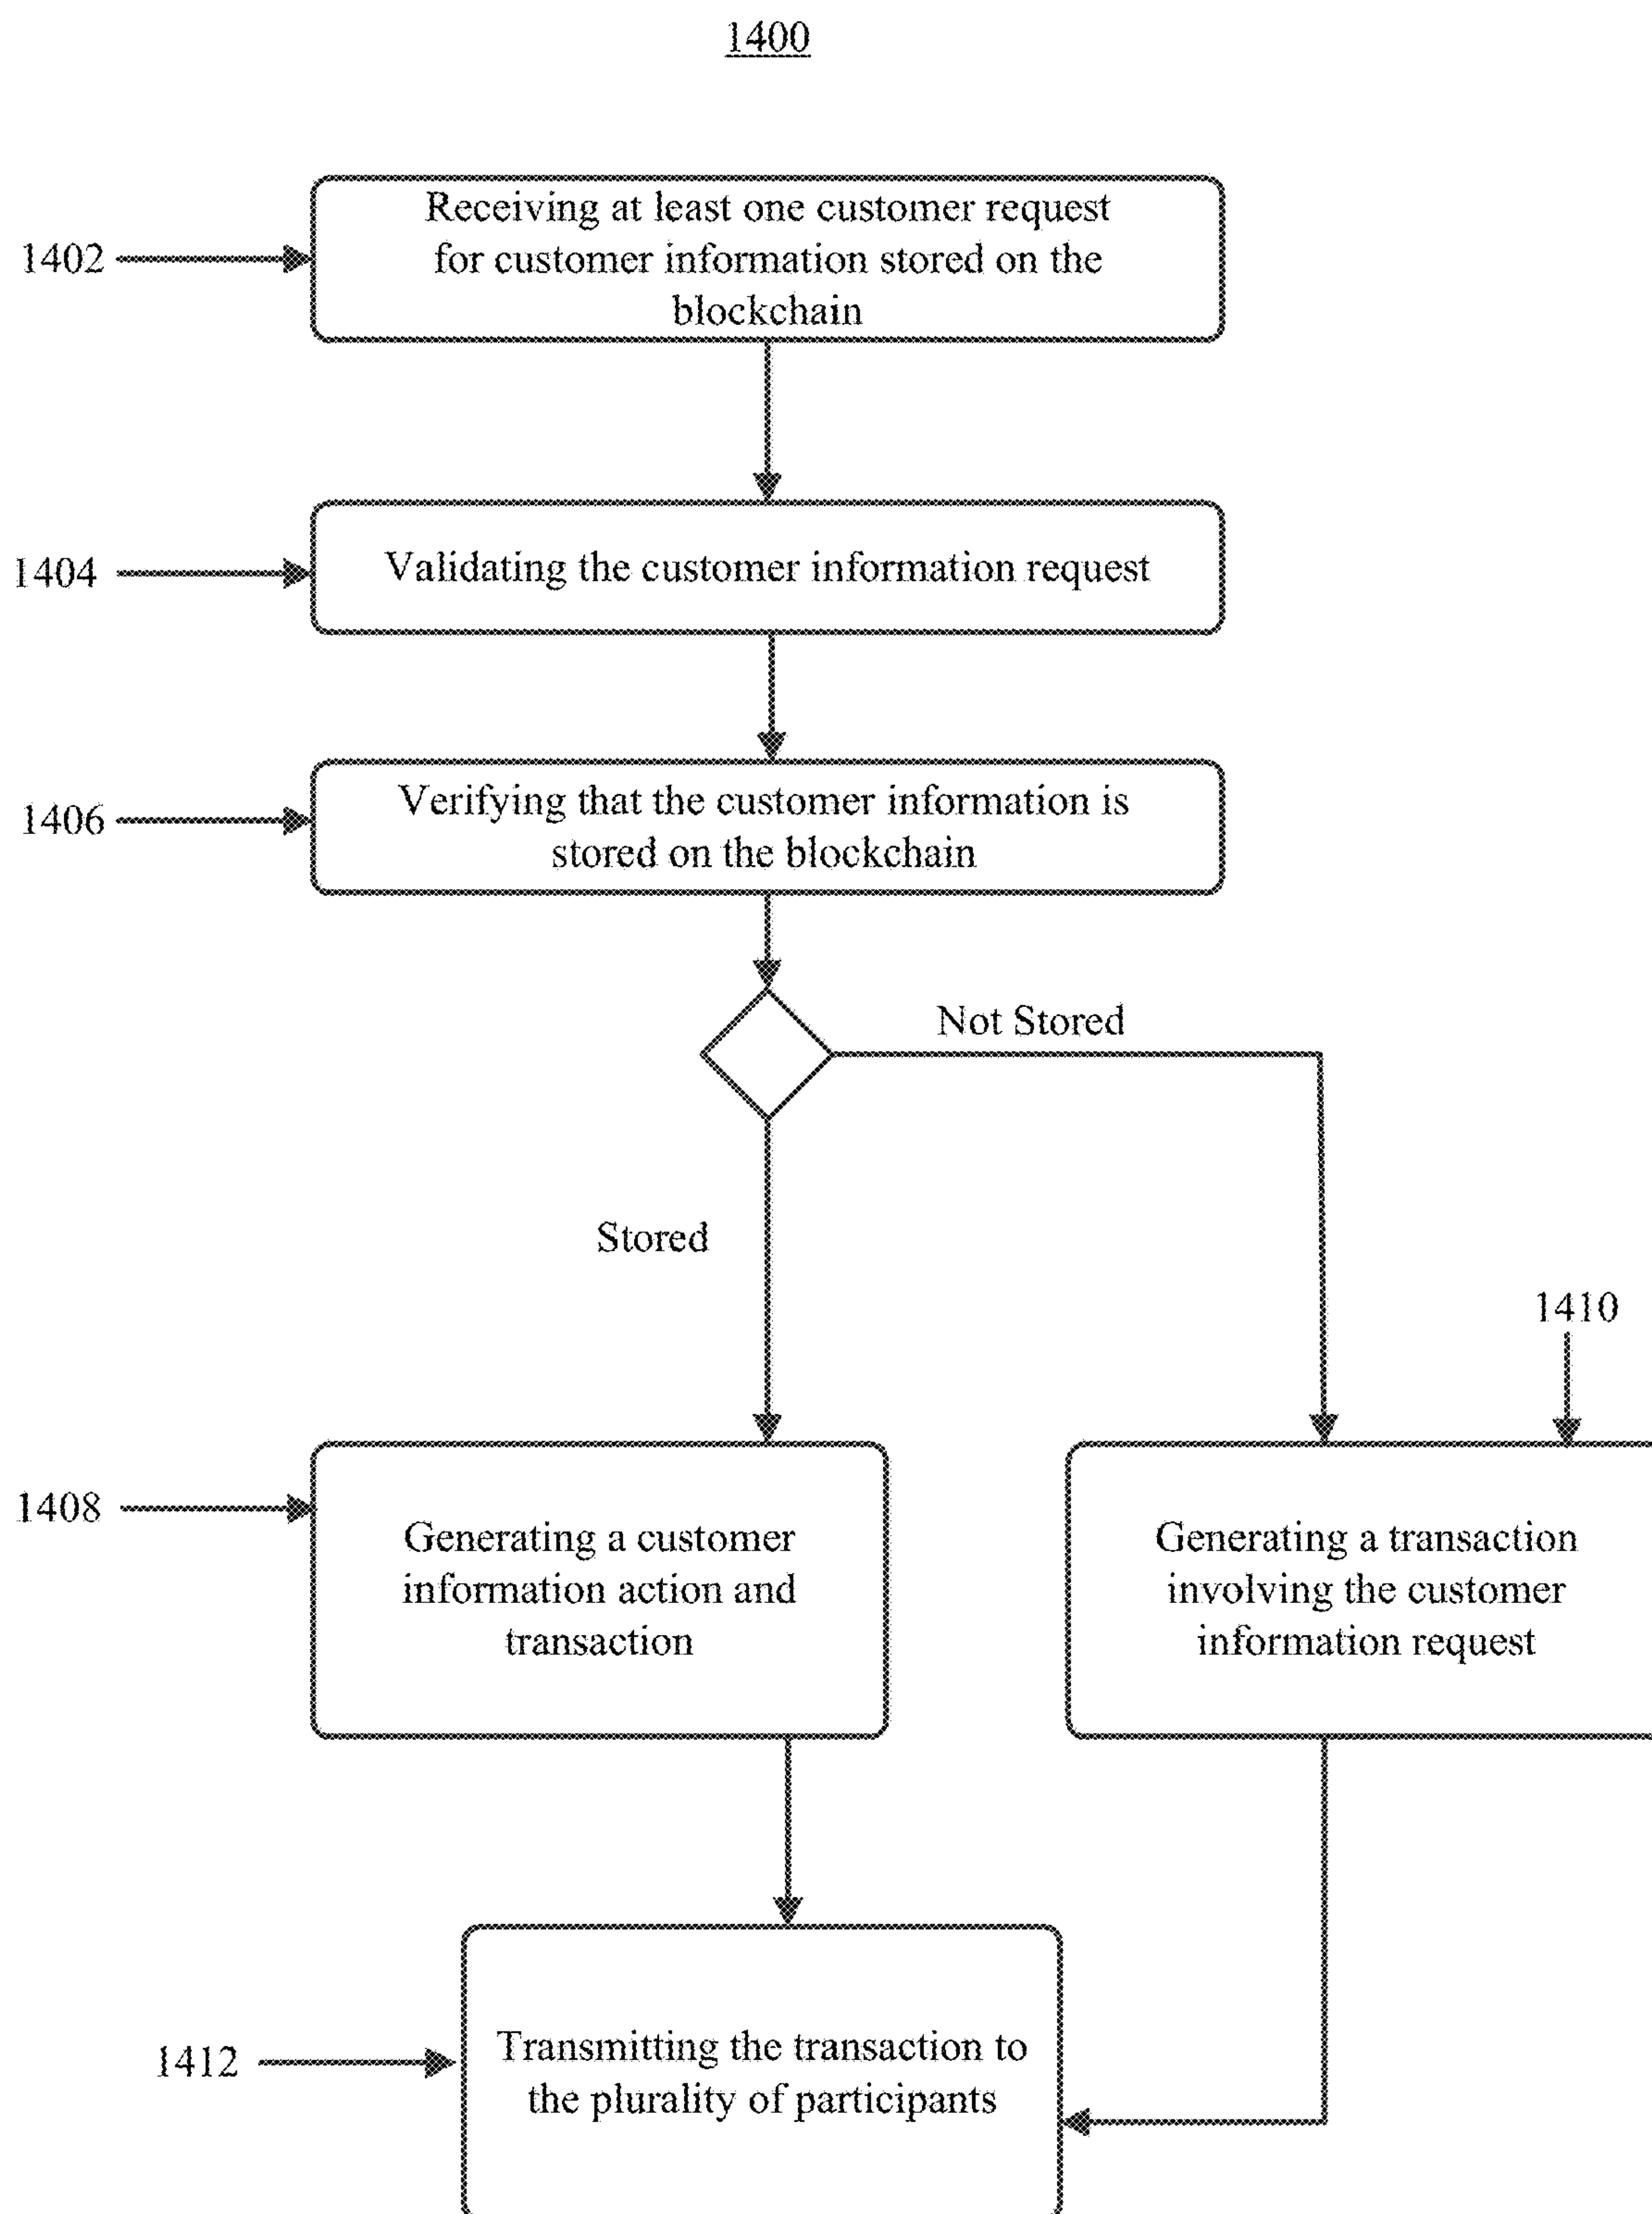 1400
1402
Receiving at least one customer request
for customer information stored on the
blockchain
1404
Validating the customer information request
1406
Verifying that the customer information is
stored on the blockchain
Not Stored
Stored
1410
1408
Generating a customer
information action and
transaction
Generating a transaction
involving the customer
information request
1412
Transmitting the transaction to
the plurality of participants